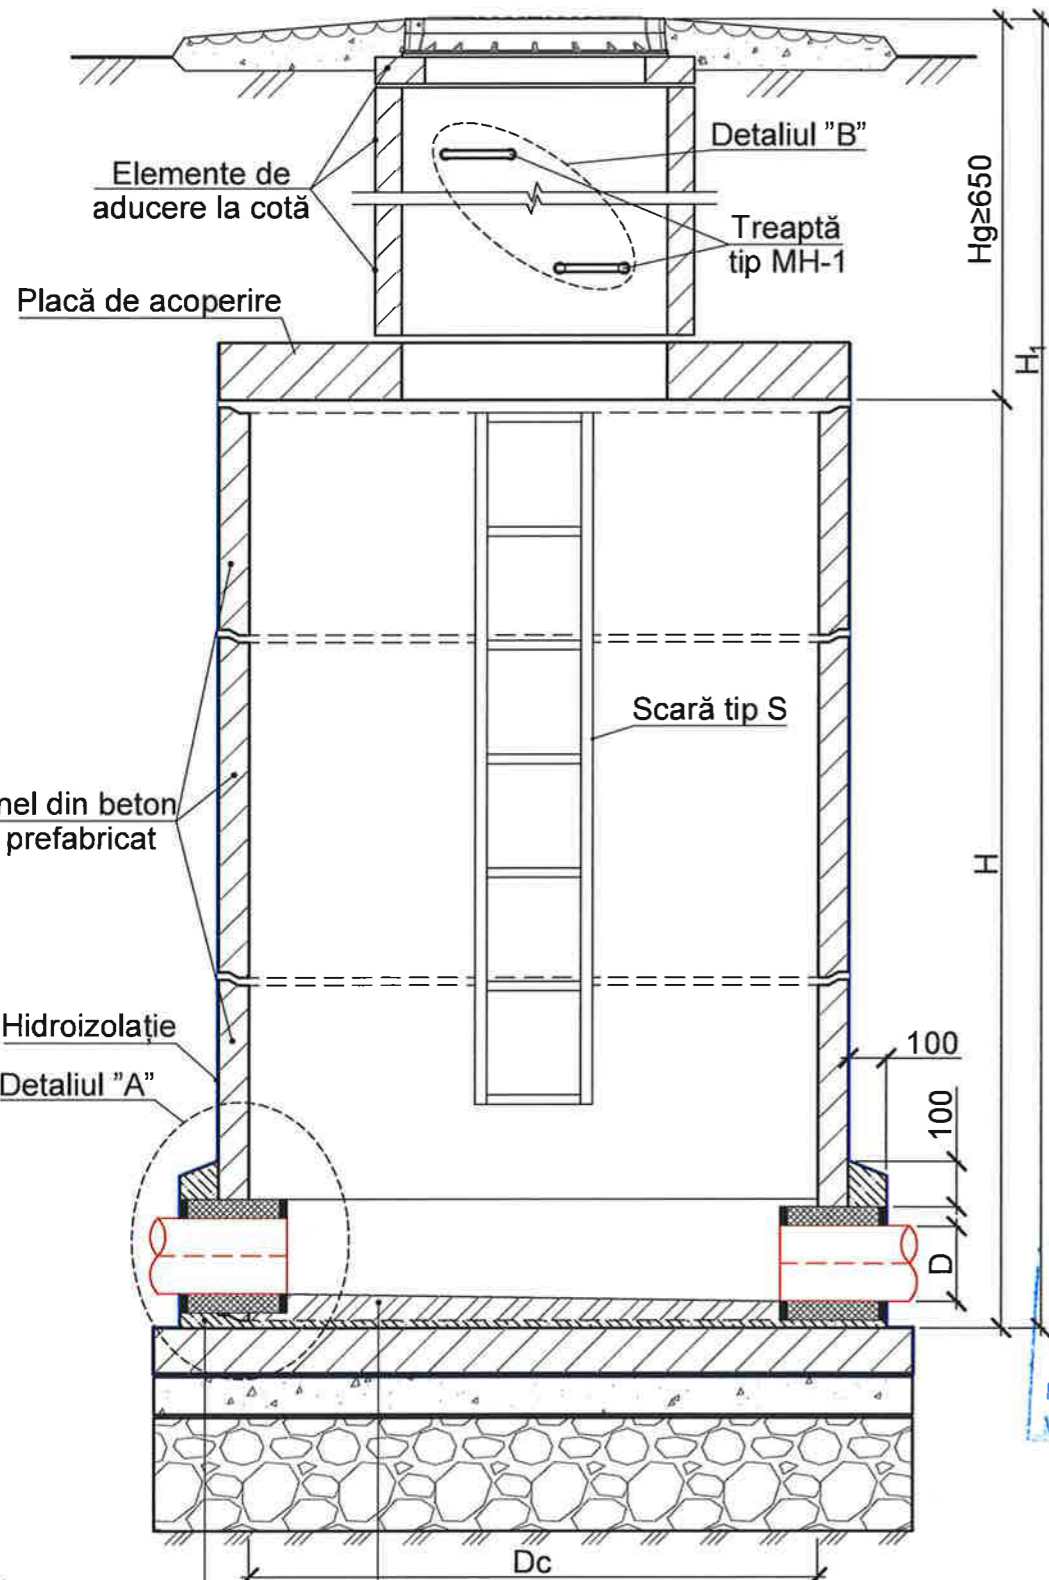 Detaliul ”B”
Elemente de
aducere la cotă
Treaptă
tip MH-1
Hg≥650
Placă de acoperire
H₁
Scară tip S
nel din beton
prefabricat
H
Hidroizolație
Detaliul ”A”
100
100
D
Dc